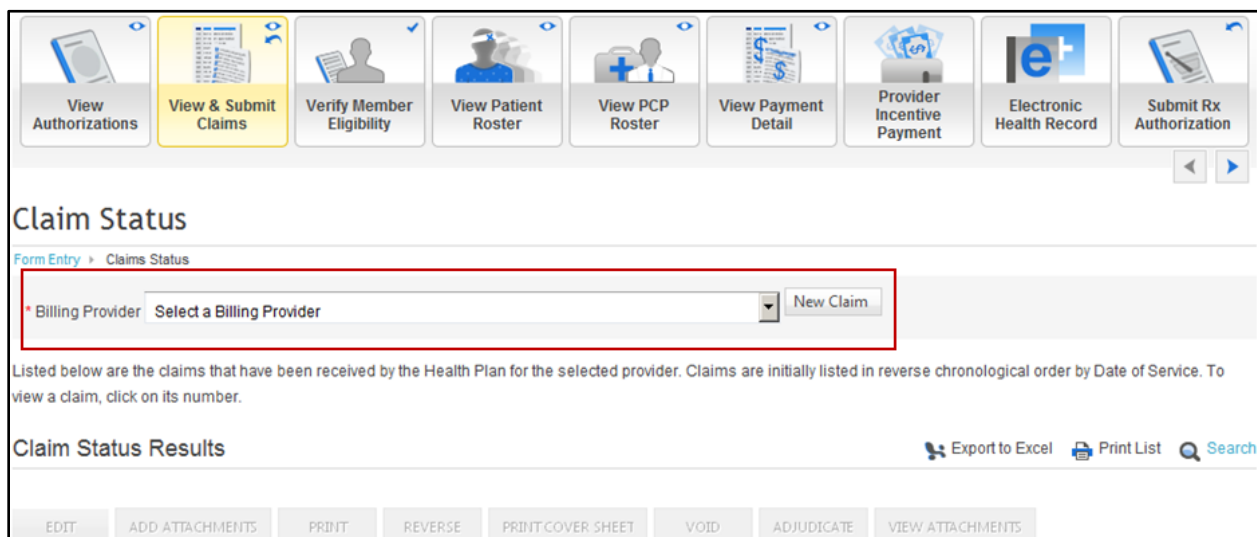 View Authorizations
View & Submit Claims
Verify Member Eligibility
View Patient Roster
View PCP Roster
View Payment Detail
Provider Incentive Payment
Electronic Health Record
Submit Rx Authorization
Claim Status
Form Entry Claims Status
* Billing Provider Select a Billing Provider New Claim
Listed below are the claims that have been received by the Health Plan for the selected provider. Claims are initially listed in reverse chronological order by Date of Service. To
view a claim, click on its number.
Claim Status Results Export to Excel Print List Search
EDIT ADD ATTACHMENTS PRINT REVERSE PRINT COVER SHEET VOID ADJUDICATE VIEW ATTACHMENTS